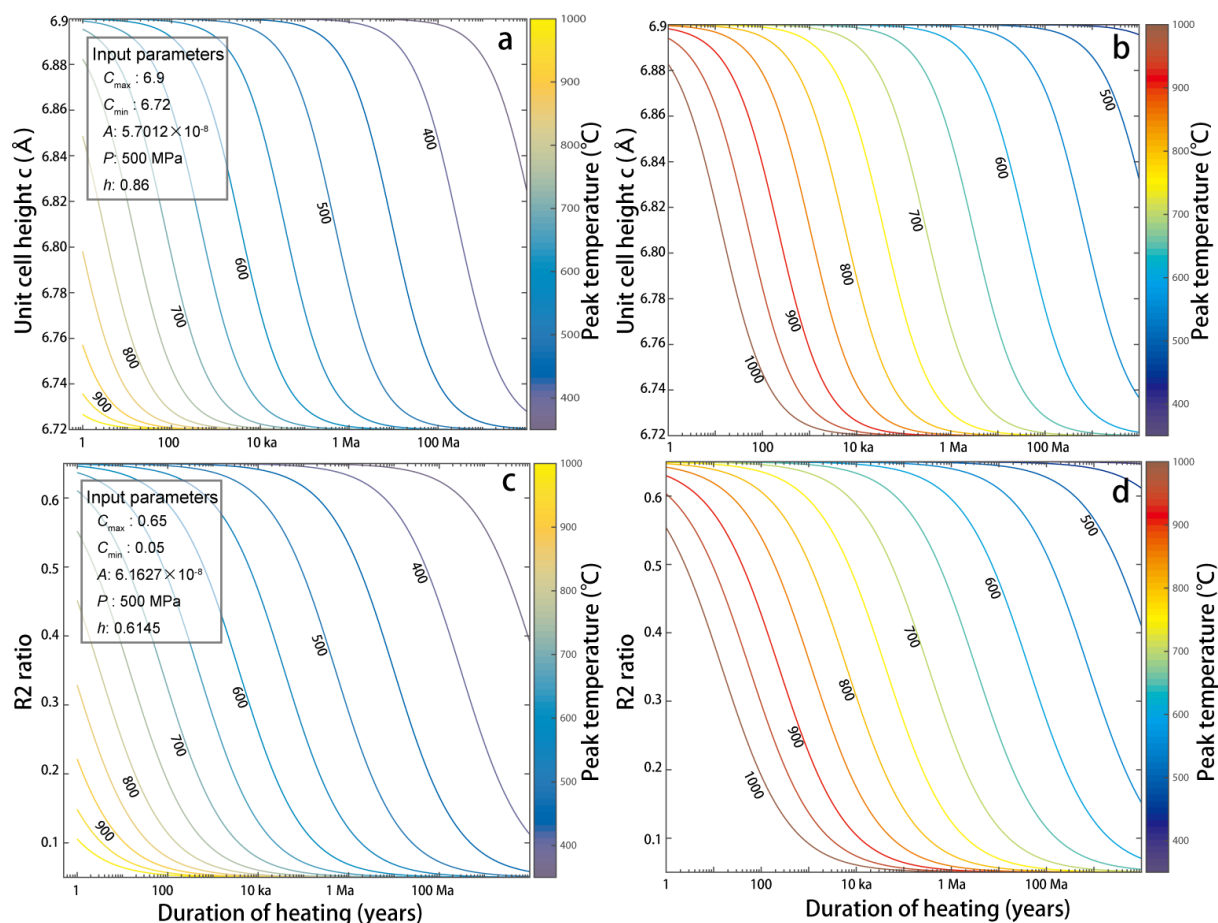 a
Input parameters
Cmax : 6.9
Cmin : 6.72
A: 5.7012×10-8
P: 500 MPa
h: 0.86
6.9
6.88
6.86
6.84
6.82
6.80
6.78
6.76
6.74
6.72
Unit cell height c (Å)
400
500
600
700
800
900
1
100
10 ka
1 Ma
100 Ma
1000
900
800
700
600
500
400
Peak temperature (℃)
b
6.9
6.88
6.86
6.84
6.82
6.80
6.78
6.76
6.74
6.72
Unit cell height c (Å)
500
600
700
800
900
1000
1
100
10 ka
1 Ma
100 Ma
1000
900
800
700
600
500
400
Peak temperature (℃)
c
Input parameters
Cmax : 0.65
Cmin : 0.05
A: 6.1627×10-8
P : 500 MPa
h: 0.6145
0.6
0.5
0.4
0.3
0.2
0.1
R2 ratio
400
500
600
700
800
900
1
100
10 ka
1 Ma
100 Ma
Duration of heating (years)
1000
900
800
700
600
500
400
Peak temperature (℃)
d
0.6
0.5
0.4
0.3
0.2
0.1
R2 ratio
500
600
700
800
900
1000
1
100
10 ka
1 Ma
100 Ma
Duration of heating (years)
1000
900
800
700
600
500
400
Peak temperature (℃)